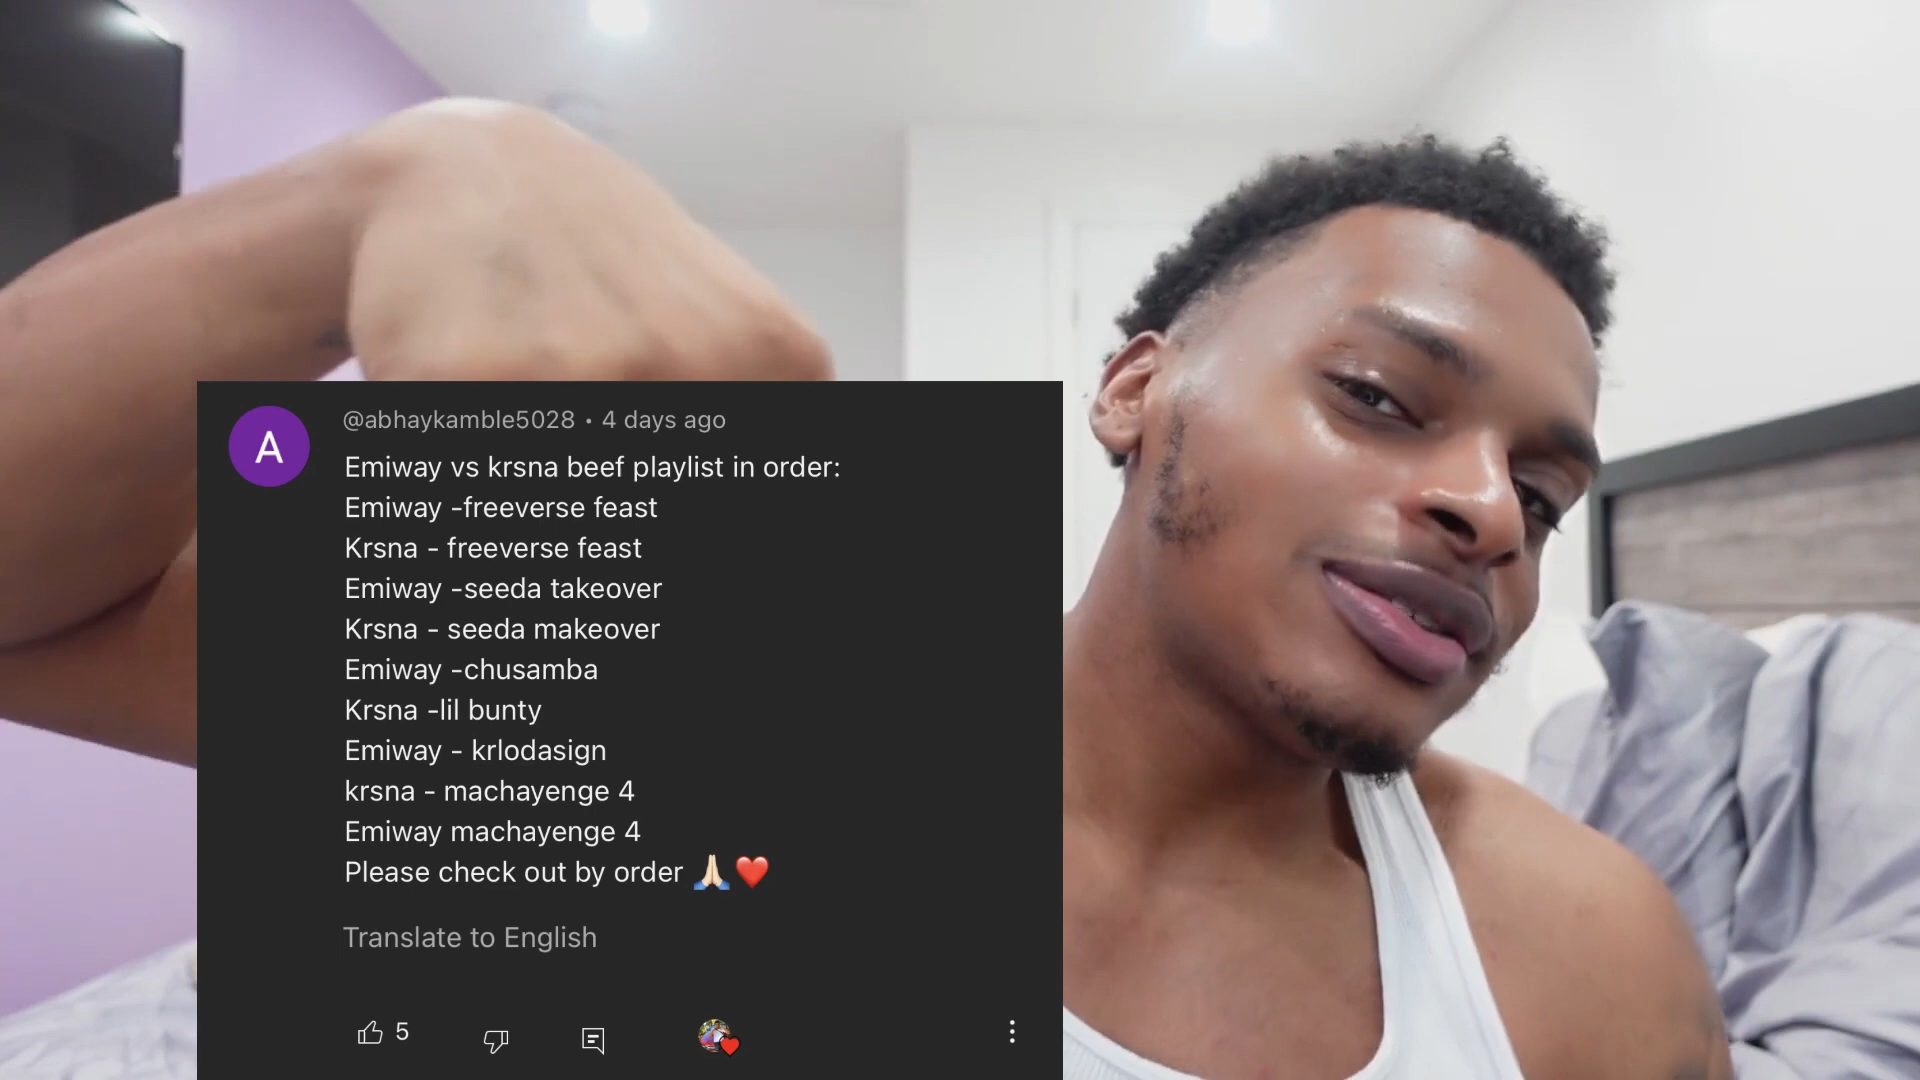 A
@abhaykamble5028 • 4 days ago
Emiway vs krsna beef playlist in order:
Emiway -freeverse feast
Krsna - freeverse feast
Emiway -seeda takeover
Krsna - seeda makeover
Emiway -chusamba
Krsna -lil bunty
Emiway - krlodasign
krsna - machayenge 4
Emiway machayenge 4
Please check out by order 🙏🏻❤️
Translate to English
5